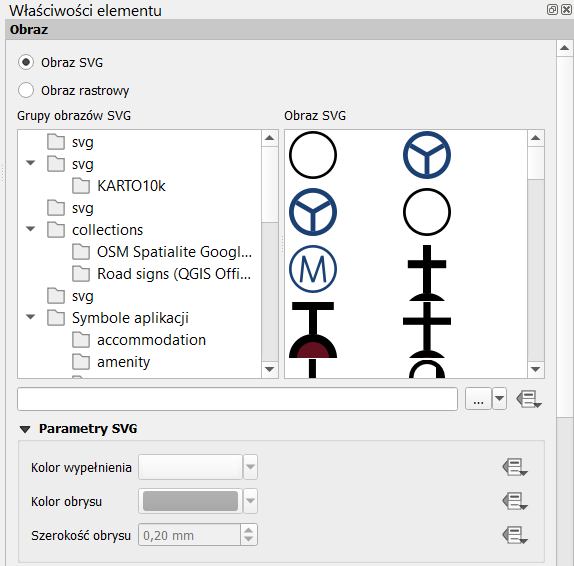 Właściwości elementu
Obraz
Obraz SVG
Obraz rastrowy
Grupy obrazów SVG
svg
svg
KARTO10k
svg
collections
OSM Spatialite Googl...
Road signs (QGIS Offi...
svg
Symbole aplikacji
accommodation
amenity
Obraz SVG
M
...
Parametry SVG
Kolor wypełnienia
Kolor obrysu
Szerokość obrysu
0,20 mm